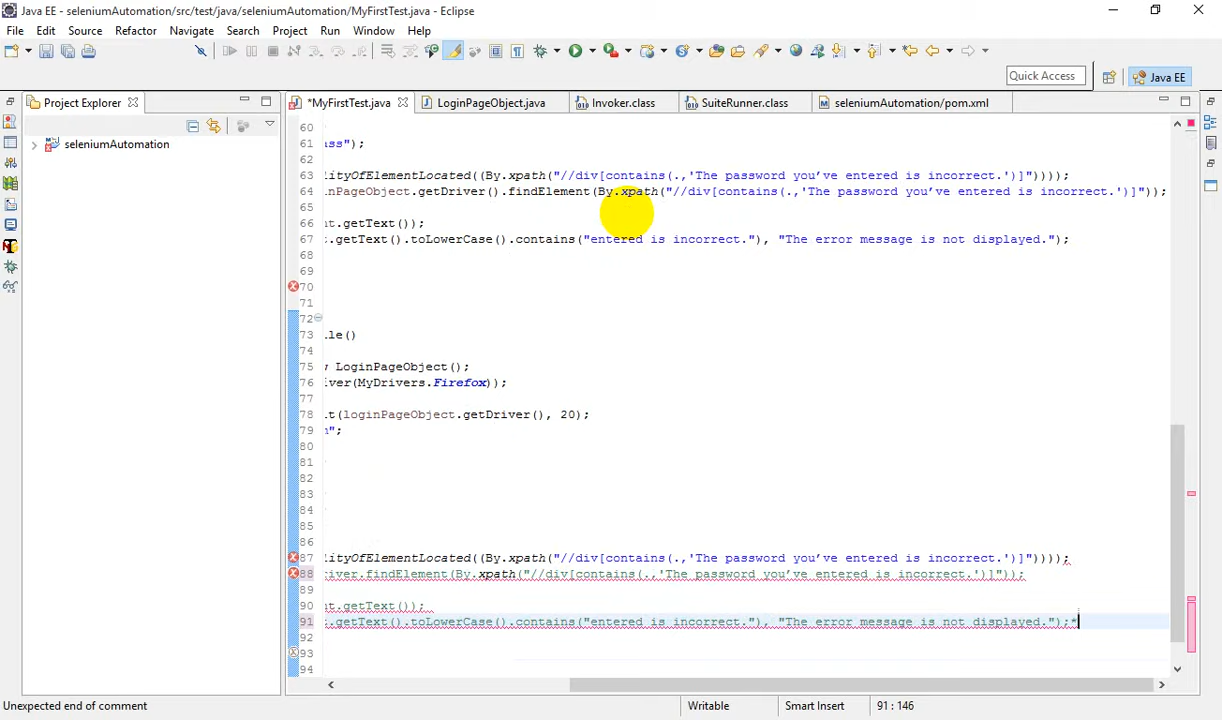 Java EE - seleniumAutomation/src/test/java/seleniumAutomation/MyFirstTest.java - Eclipse
File Edit Source Refactor Navigate Search Project Run Window Help
Quick Access
Java EE
Project Explorer
*MyFirstTest.java
LoginPageObject.java
Invoker.class
SuiteRunner.class
seleniumAutomation/pom.xml
seleniumAutomation
60
61 ass");
62
63 lityOfElementLocated((By.xpath("//div[contains(.,'The password you’ve entered is incorrect.')]"))));
64 inPageObject.getDriver().findElement(By.xpath("//div[contains(.,'The password you’ve entered is incorrect.')]"));
65
66 nt.getText());
67 t.getText().toLowerCase().contains("entered is incorrect."), "The error message is not displayed.");
68
69
70
71
72
73 le()
74
75 LoginPageObject();
76 iver(MyDrivers.Firefox));
77
78 it(loginPageObject.getDriver(), 20);
79 m";
80
81
82
83
84
85
86
87 lityOfElementLocated((By.xpath("//div[contains(.,'The password you’ve entered is incorrect.')]"))));
88 river.findElement(By.xpath("//div[contains(.,'The password you’ve entered is incorrect.')]"));
89
90 nt.getText());
91 t.getText().toLowerCase().contains("entered is incorrect."), "The error message is not displayed.");*
92
93
94
Unexpected end of comment
Writable
Smart Insert
91 : 146